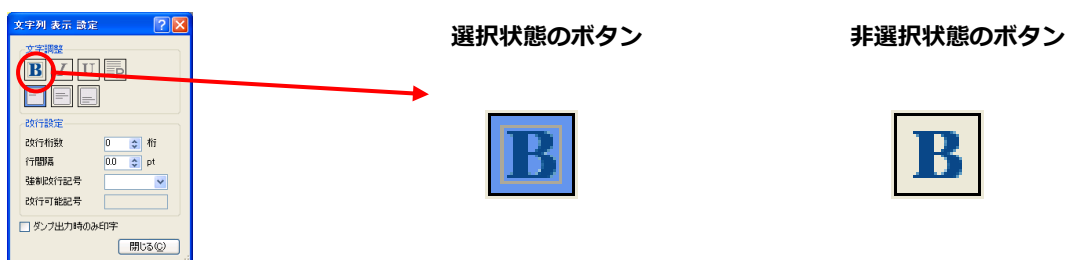 文字列 表示 設定
選択状態のボタン
非選択状態のボタン
文字調整
B I U
B
B
改行設定
改行桁数 0 桁
行間隔 0.0 pt
強制改行記号
改行可能記号
ダンプ出力時のみ印字
閉じる(C)